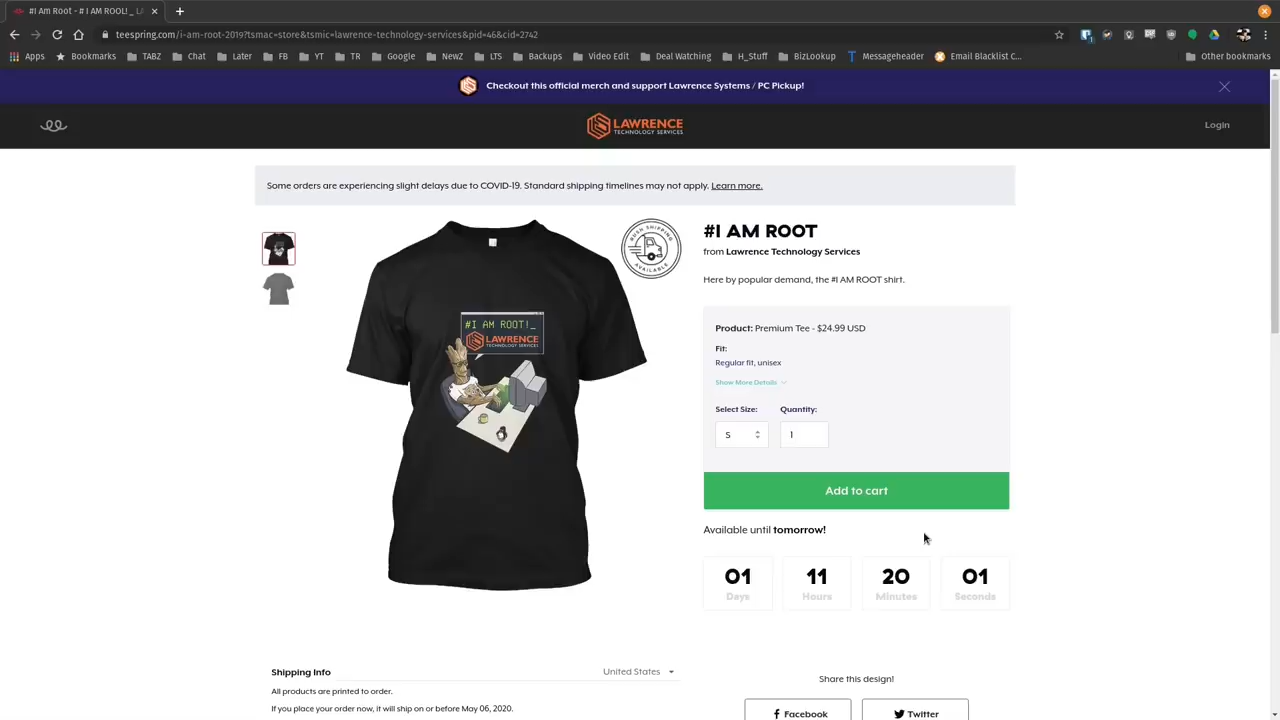 #I Am Root - # I AM ROOL! _ LA
teespring.com/i-am-root-2019?tsmac=store&tsmic=lawrence-technology-services&pid=46&cid=2742
Apps Bookmarks TABZ Chat Later FB YT TR Google NewZ LTS Backups Video Edit Deal Watching H_Stuff BizLookup Messageheader Email Blacklist C... Other bookmarks
Checkout this official merch and support Lawrence Systems / PC Pickup!
LAWRENCE
TECHNOLOGY SERVICES
Login
Some orders are experiencing slight delays due to COVID-19. Standard shipping timelines may not apply. Learn more.
RUSH SHIPPING
AVAILABLE
#I AM ROOT!_
LAWRENCE
TECHNOLOGY SERVICES
#I AM ROOT
from Lawrence Technology Services
Here by popular demand, the #I AM ROOT shirt.
Product: Premium Tee - $24.99 USD
Fit:
Regular fit, unisex
Show More Details
Select Size: Quantity:
S 1
Add to cart
Available until tomorrow!
01 11 20 01
Days Hours Minutes Seconds
Shipping Info United States
All products are printed to order.
If you place your order now, it will ship on or before May 06, 2020.
Share this design!
Facebook Twitter